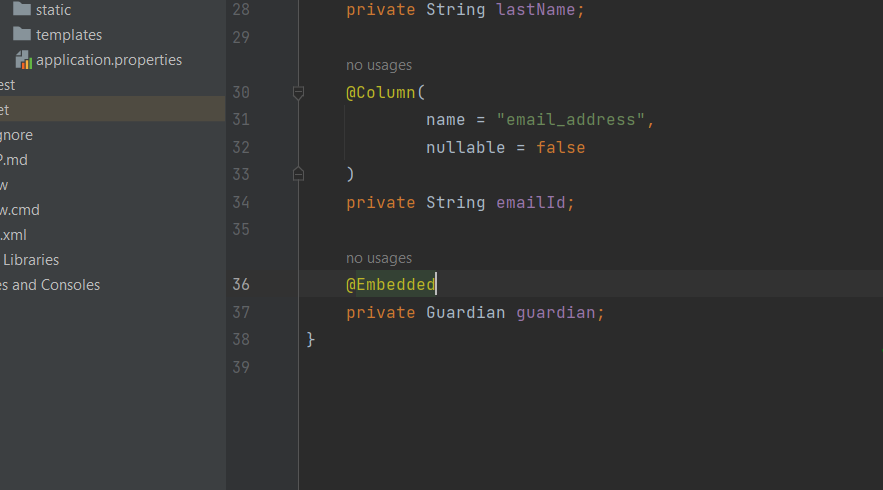 static
templates
application.properties
est
et
gnore
P.md
w
w.cmd
.xml
Libraries
es and Consoles
28 private String lastName;
29
no usages
30 @Column(
31 name = "email_address",
32 nullable = false
33 )
34 private String emailId;
35
no usages
36 @Embedded
37 private Guardian guardian;
38 }
39